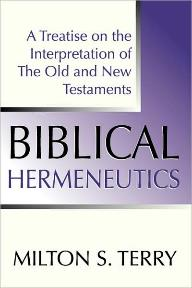 A Treatise on the
Interpretation of
The Old and New
Testaments
BIBLICAL
HERMENEUTICS
MILTON S. TERRY